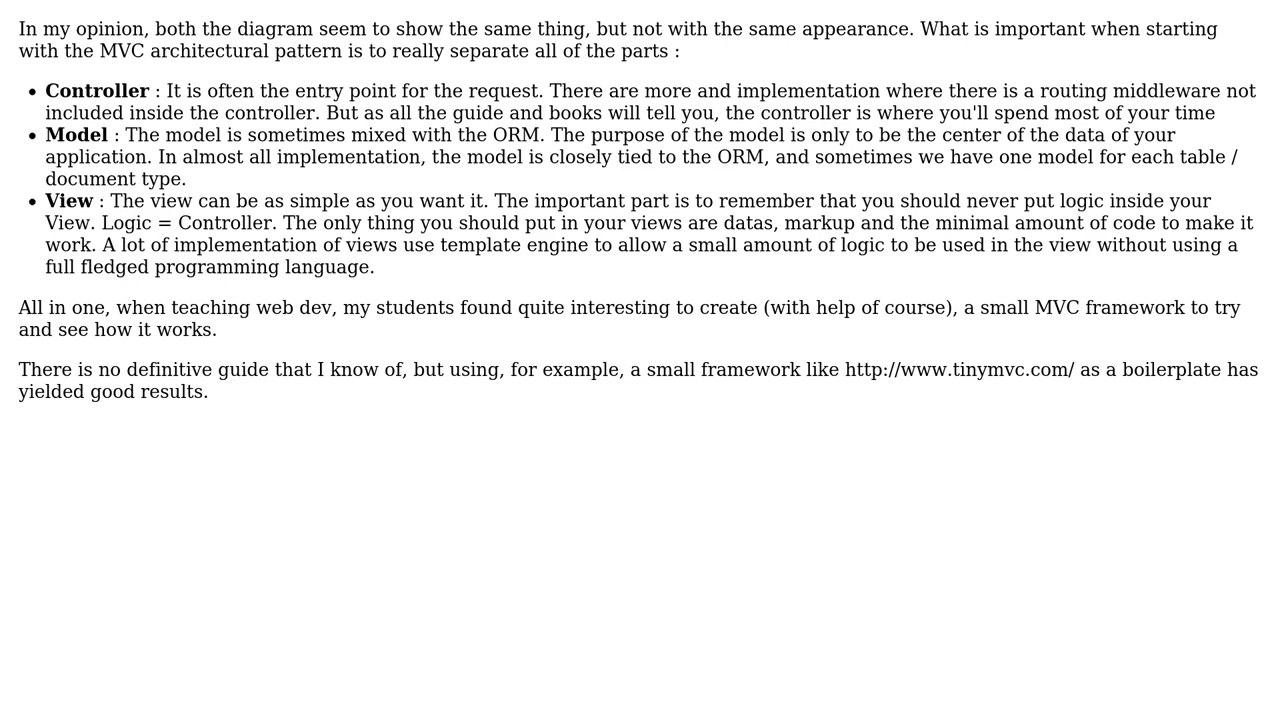 In my opinion, both the diagram seem to show the same thing, but not with the same appearance. What is important when starting
with the MVC architectural pattern is to really separate all of the parts :
• Controller : It is often the entry point for the request. There are more and implementation where there is a routing middleware not
included inside the controller. But as all the guide and books will tell you, the controller is where you'll spend most of your time
• Model : The model is sometimes mixed with the ORM. The purpose of the model is only to be the center of the data of your
application. In almost all implementation, the model is closely tied to the ORM, and sometimes we have one model for each table /
document type.
• View : The view can be as simple as you want it. The important part is to remember that you should never put logic inside your
View. Logic = Controller. The only thing you should put in your views are datas, markup and the minimal amount of code to make it
work. A lot of implementation of views use template engine to allow a small amount of logic to be used in the view without using a
full fledged programming language.
All in one, when teaching web dev, my students found quite interesting to create (with help of course), a small MVC framework to try
and see how it works.
There is no definitive guide that I know of, but using, for example, a small framework like http://www.tinymvc.com/ as a boilerplate has
yielded good results.